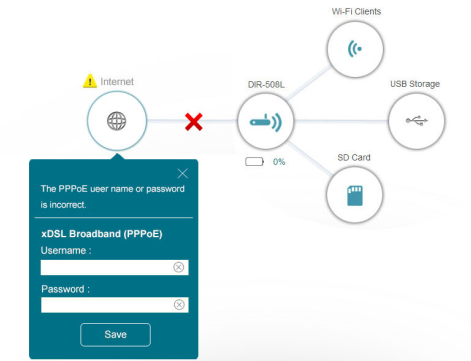 Wi-Fi Clients
Internet
DIR-508L
USB Storage
0%
SD Card
The PPPoE ueer name or password
is incorrect.
xDSL Broadband (PPPoE)
Username :
Password :
Save